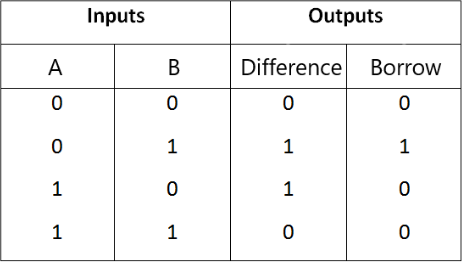 Inputs Outputs
A B Difference Borrow
0 0 0 0
0 1 1 1
1 0 1 0
1 1 0 0